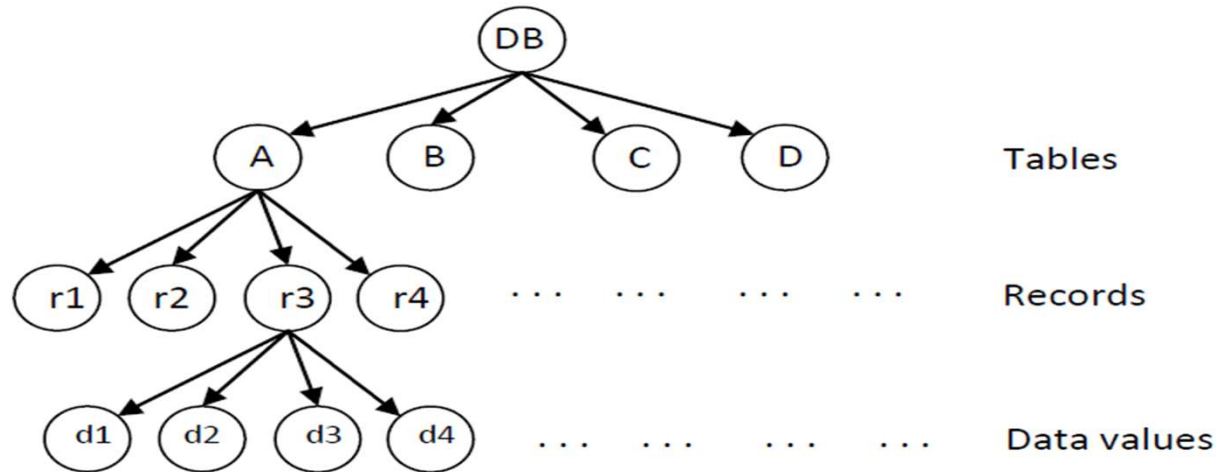 DB
A B C D Tables
r1 r2 r3 r4 ... ... ... ... Records
d1 d2 d3 d4 ... ... ... ... Data values